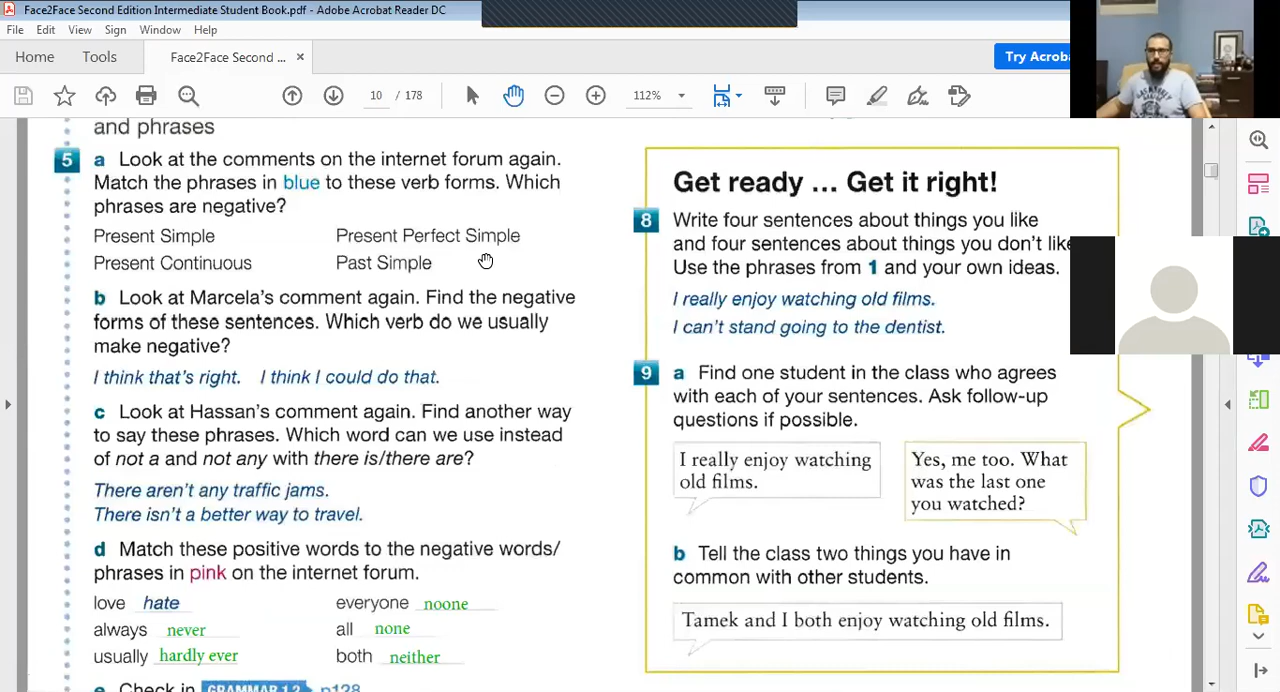 Face2Face Second Edition Intermediate Student Book.pdf - Adobe Acrobat Reader DC
File Edit View Sign Window Help
Home Tools Face2Face Second ... × Try Acroba
10 / 178 112%
and phrases
5 a Look at the comments on the internet forum again.
Match the phrases in blue to these verb forms. Which
phrases are negative?
Present Simple Present Perfect Simple
Present Continuous Past Simple
b Look at Marcela's comment again. Find the negative
forms of these sentences. Which verb do we usually
make negative?
I think that's right. I think I could do that.
c Look at Hassan's comment again. Find another way
to say these phrases. Which word can we use instead
of not a and not any with there is/there are?
There aren't any traffic jams.
There isn't a better way to travel.
d Match these positive words to the negative words/
phrases in pink on the internet forum.
love hate everyone noone
always never all none
usually hardly ever both neither
e Check in GRAMMAR 1.2 p128
Get ready ... Get it right!
8 Write four sentences about things you like
and four sentences about things you don't like
Use the phrases from 1 and your own ideas.
I really enjoy watching old films.
I can't stand going to the dentist.
9 a Find one student in the class who agrees
with each of your sentences. Ask follow-up
questions if possible.
I really enjoy watching
old films.
Yes, me too. What
was the last one
you watched?
b Tell the class two things you have in
common with other students.
Tamek and I both enjoy watching old films.